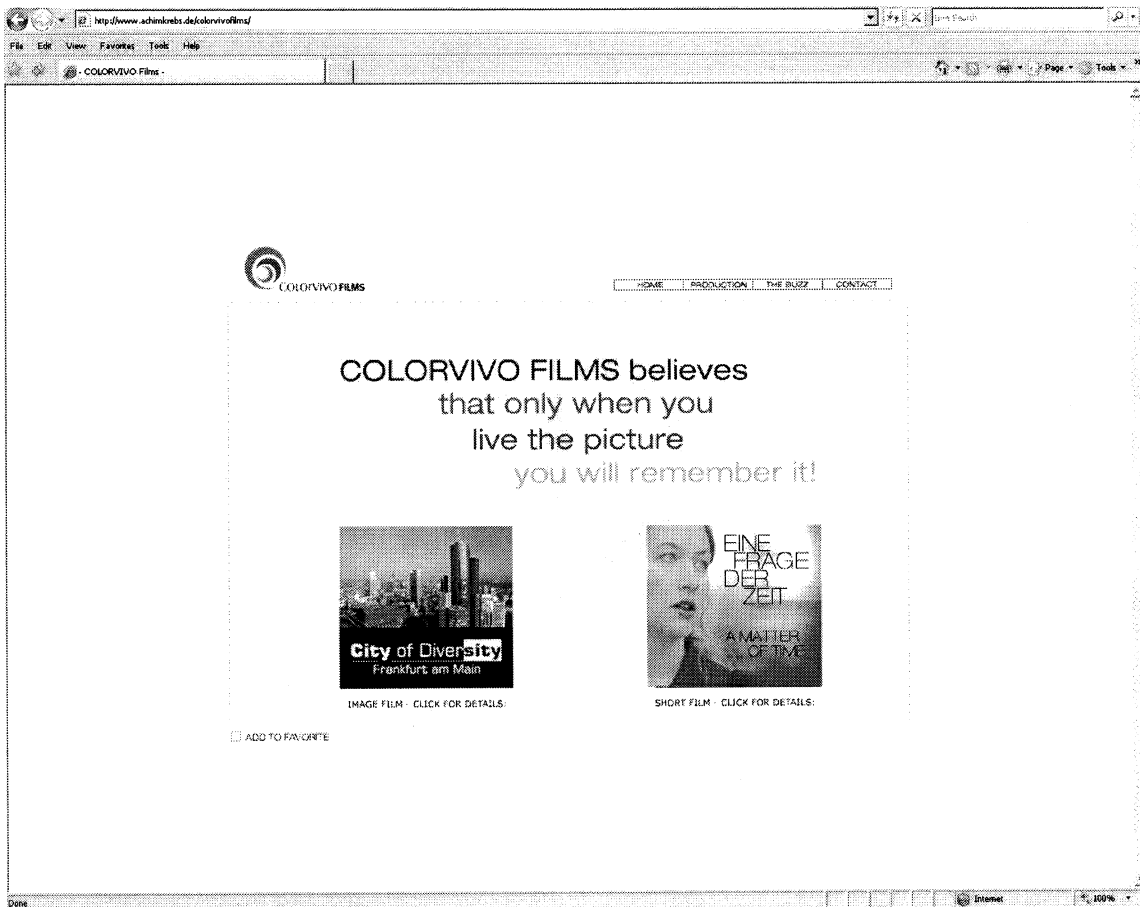 http://www.achimkrebs.de/colorvivofilms/
Live Search
File Edit View Favorites Tools Help
- COLORVIVO Films -
Page Tools
COLORVIVO FILMS
HOME PRODUCTION THE BUZZ CONTACT
COLORVIVO FILMS believes
that only when you
live the picture
you will remember it!
City of Diversity
Frankfurt am Main
EINE
FRAGE
DER
ZEIT
A MATTER
OF TIME
IMAGE FILM - CLICK FOR DETAILS:
SHORT FILM - CLICK FOR DETAILS:
ADD TO FAVORITE
Done
Internet
100%